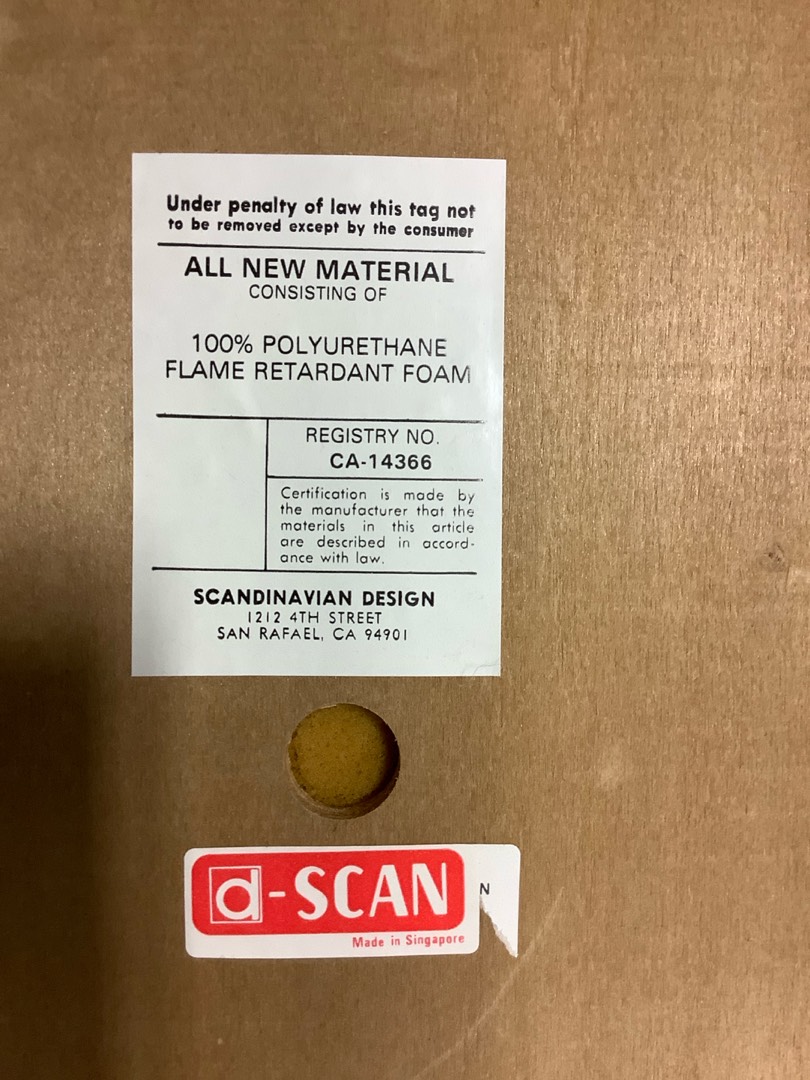 Under penalty of law this tag not
to be removed except by the consumer
ALL NEW MATERIAL
CONSISTING OF
100% POLYURETHANE
FLAME RETARDANT FOAM
REGISTRY NO.
CA-14366
Certification is made by
the manufacturer that the
materials in this article
are described in accord-
ance with law.
SCANDINAVIAN DESIGN
1212 4TH STREET
SAN RAFAEL, CA 94901
d-SCAN
N
Made in Singapore